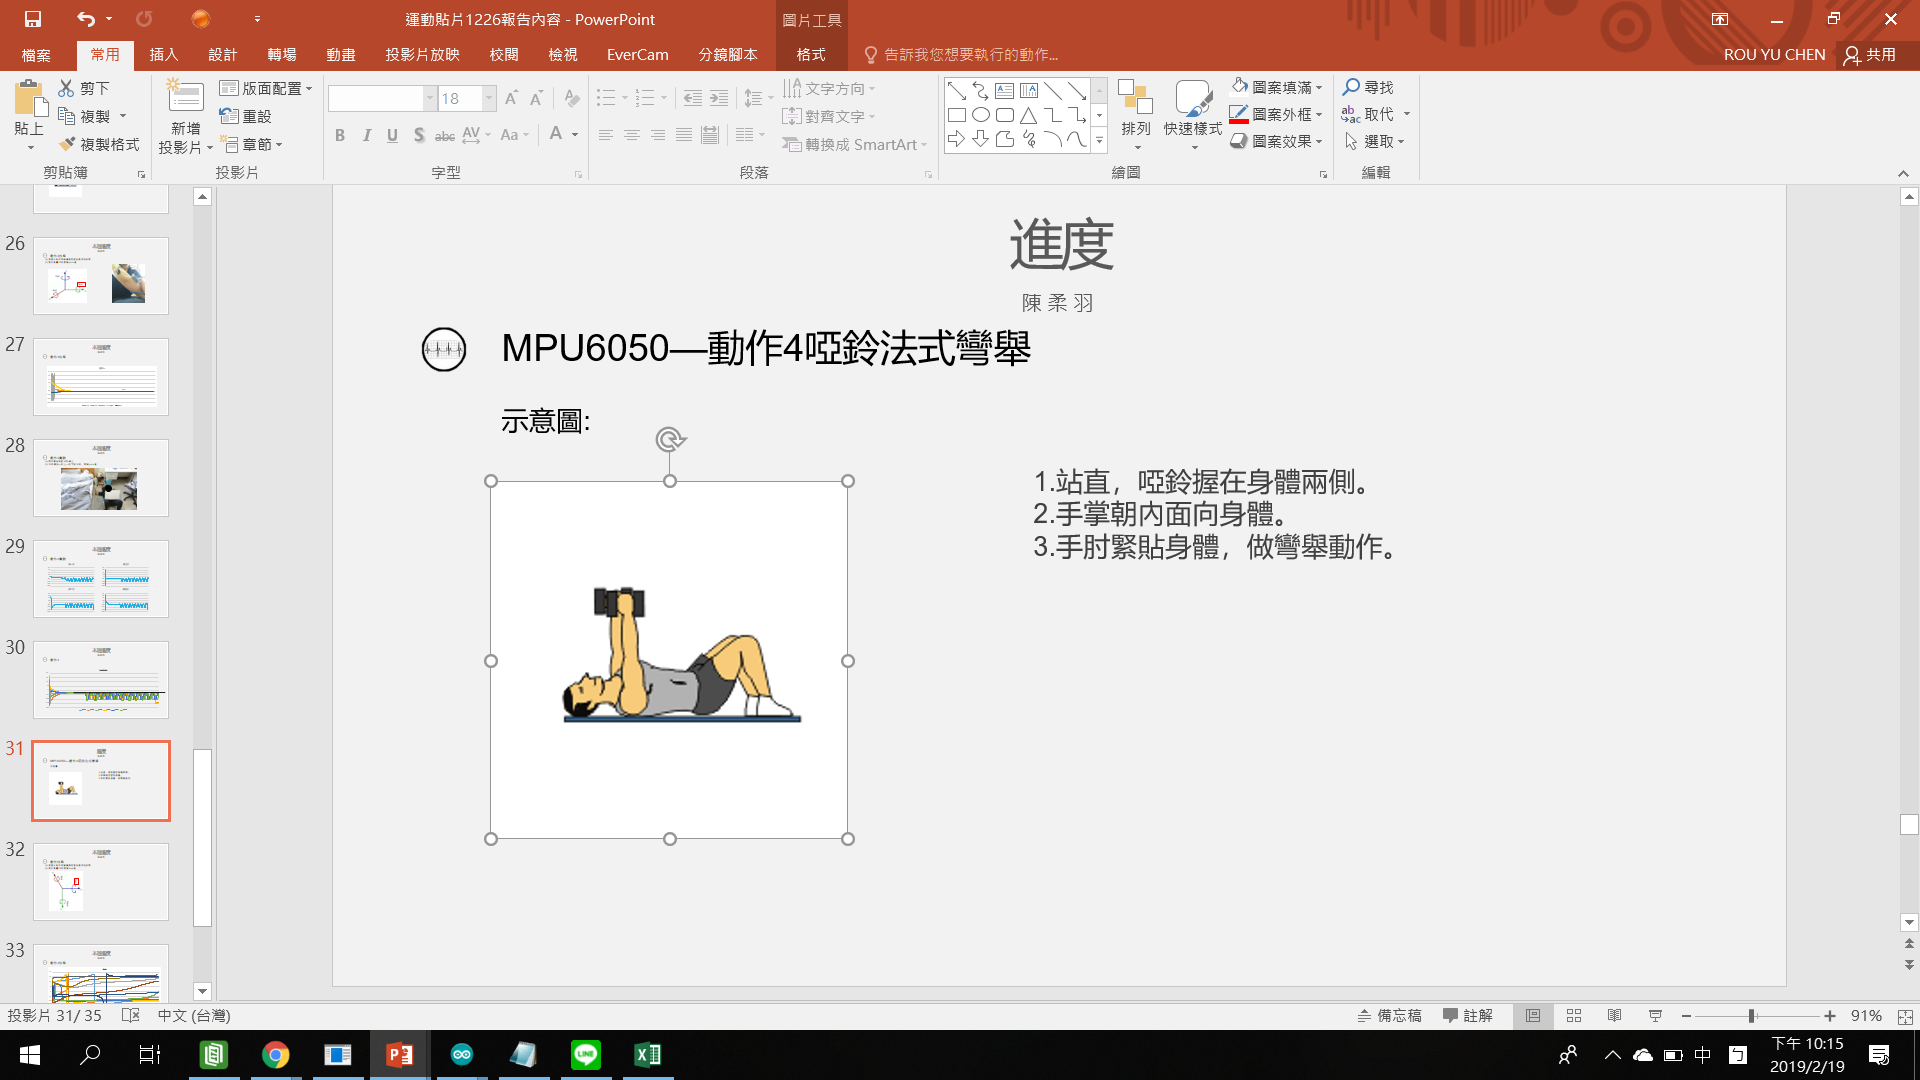 運動貼片1226報告內容 - PowerPoint
圖片工具
檔案
常用
插入
設計
轉場
動畫
投影片放映
校閱
檢視
EverCam
分鏡腳本
格式
告訴我您想要執行的動作...
ROU YU CHEN
共用
貼上
剪下
複製
複製格式
剪貼簿
新增
投影片
版面配置
重設
章節
投影片
18
B I U S abc AV Aa A
字型
文字方向
對齊文字
轉換成 SmartArt
段落
排列
快速樣式
圖案填滿
圖案外框
圖案效果
繪圖
尋找
取代
選取
編輯
26
27
28
29
30
31
32
33
進度
陳柔羽
MPU6050—動作4啞鈴法式彎舉
示意圖:
1.站直，啞鈴握在身體兩側。
2.手掌朝內面向身體。
3.手肘緊貼身體，做彎舉動作。
投影片 31/ 35
中文 (台灣)
備忘稿
註解
91%
中
下午 10:15
2019/2/19